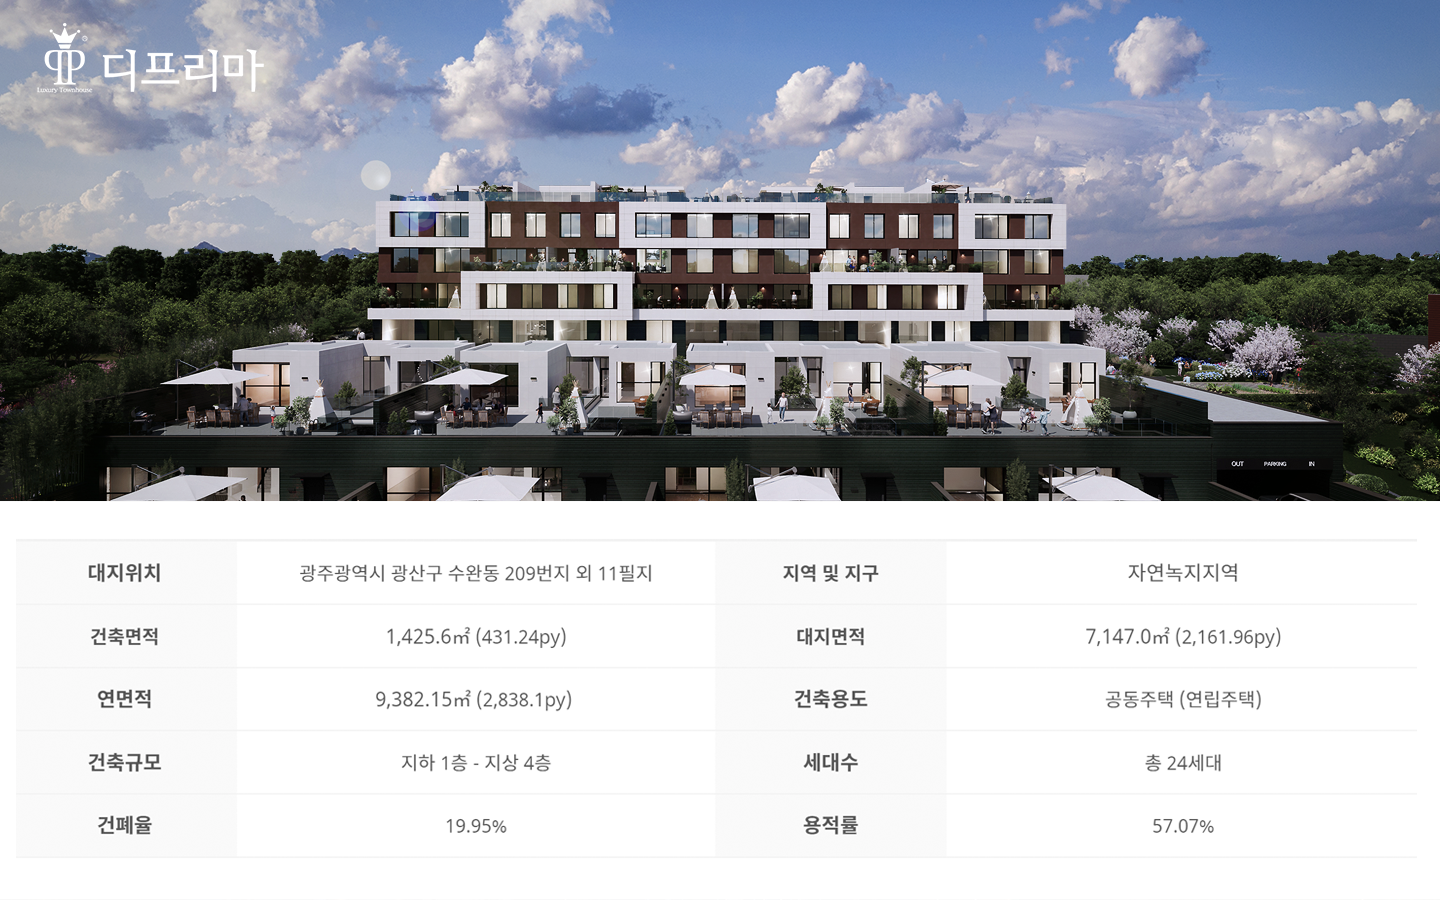 디프리마
Luxury Townhouse
OUT PARKING IN
대지위치 광주광역시 광산구 수완동 209번지 외 11필지 지역 및 지구 자연녹지지역
건축면적 1,425.6㎡ (431.24py) 대지면적 7,147.0㎡ (2,161.96py)
연면적 9,382.15㎡ (2,838.1py) 건축용도 공동주택 (연립주택)
건축규모 지하 1층 - 지상 4층 세대수 총 24세대
건폐율 19.95% 용적률 57.07%